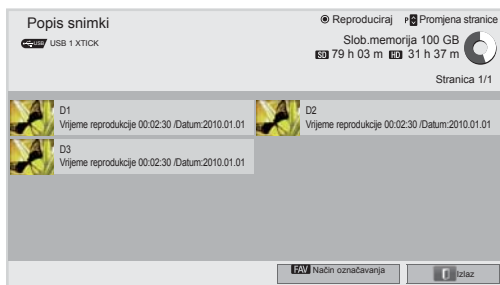 Popis snimki
Reproduciraj P Promjena stranice
USB USB 1 XTICK
Slob.memorija 100 GB
SD 79 h 03 m HD 31 h 37 m
Stranica 1/1
D1
Vrijeme reprodukcije 00:02:30 /Datum:2010.01.01
D2
Vrijeme reprodukcije 00:02:30 /Datum:2010.01.01
D3
Vrijeme reprodukcije 00:02:30 /Datum:2010.01.01
FAV Način označavanja
Izlaz